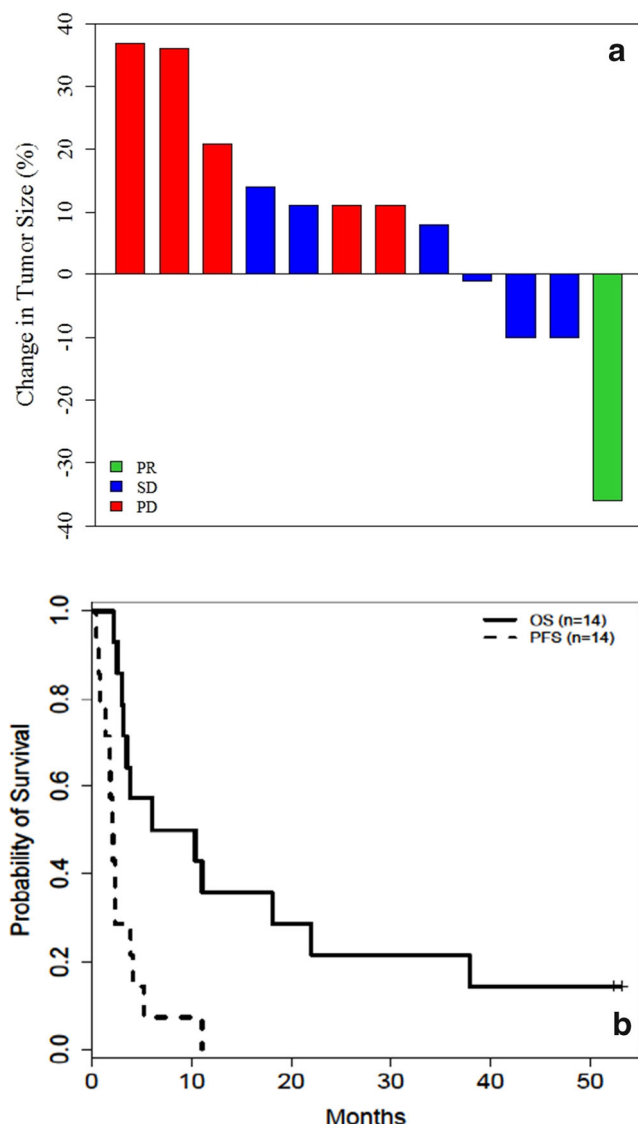 a
Change in Tumor Size (%)
40
30
20
10
0
-10
-20
-30
-40
PR
SD
PD
b
Probability of Survival
1.0
0.8
0.6
0.4
0.2
0.0
OS (n=14)
PFS (n=14)
0 10 20 30 40 50
Months